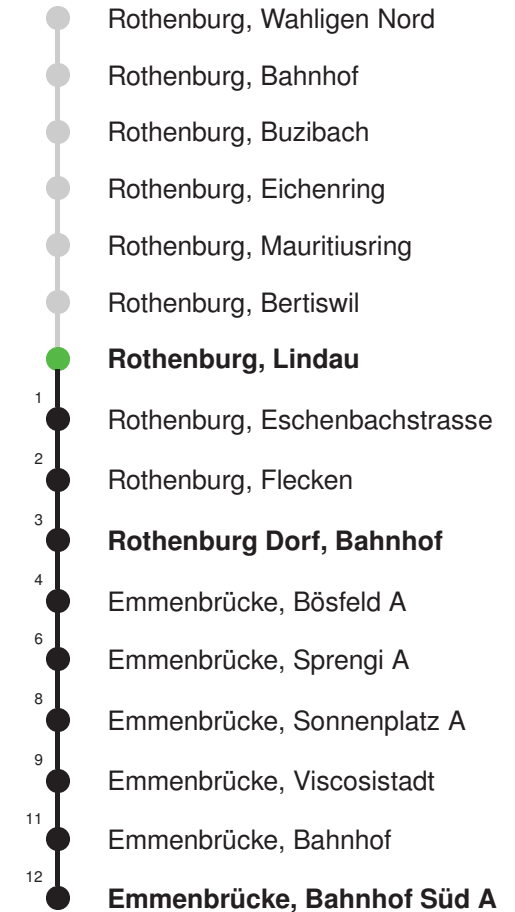 Rothenburg, Wahligen Nord
Rothenburg, Bahnhof
Rothenburg, Buzibach
Rothenburg, Eichenring
Rothenburg, Mauritiusring
Rothenburg, Bertiswil
Rothenburg, Lindau
1 Rothenburg, Eschenbachstrasse
2 Rothenburg, Flecken
3 Rothenburg Dorf, Bahnhof
4 Emmenbrücke, Bösfeld A
6 Emmenbrücke, Sprengi A
8 Emmenbrücke, Sonnenplatz A
9 Emmenbrücke, Viscosistadt
11 Emmenbrücke, Bahnhof
12 Emmenbrücke, Bahnhof Süd A